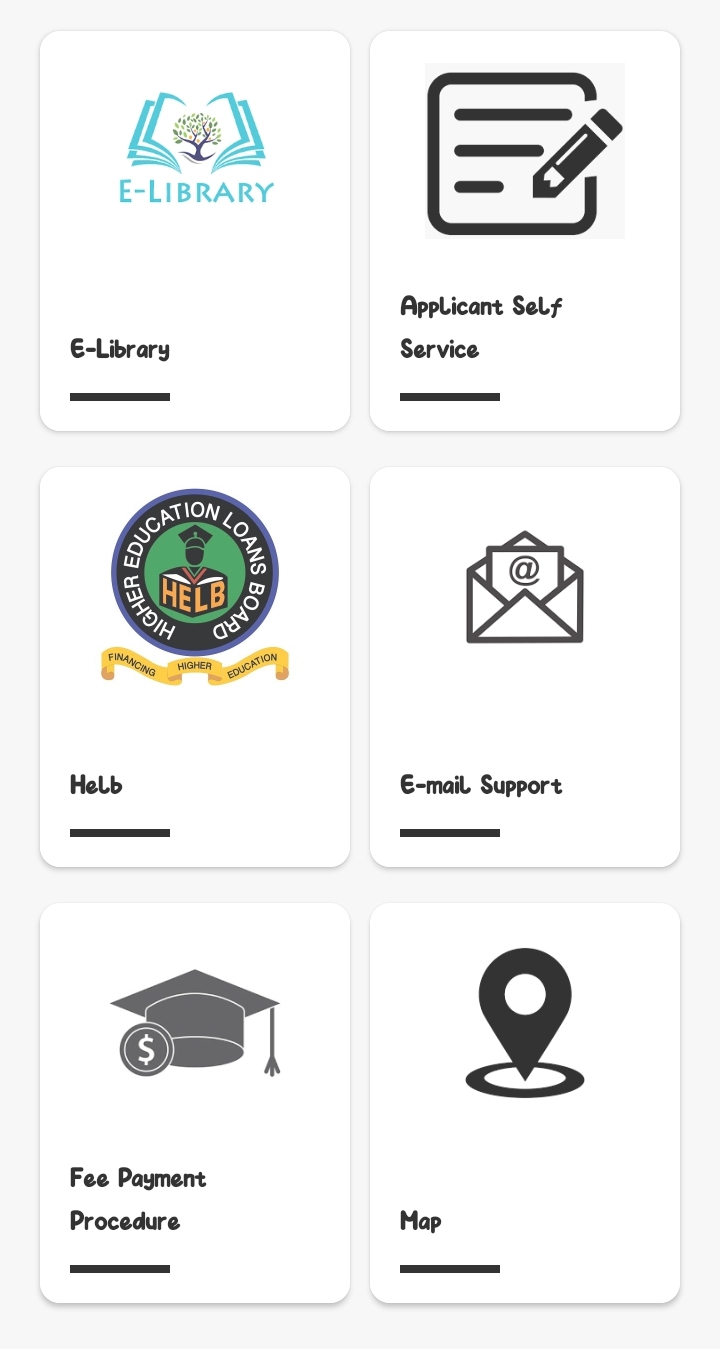 E-LIBRARY
E-Library
Applicant Self
Service
HIGHER EDUCATION LOANS BOARD
HELB
FINANCING HIGHER EDUCATION
Helb
@
E-mail Support
$
Fee Payment
Procedure
Map